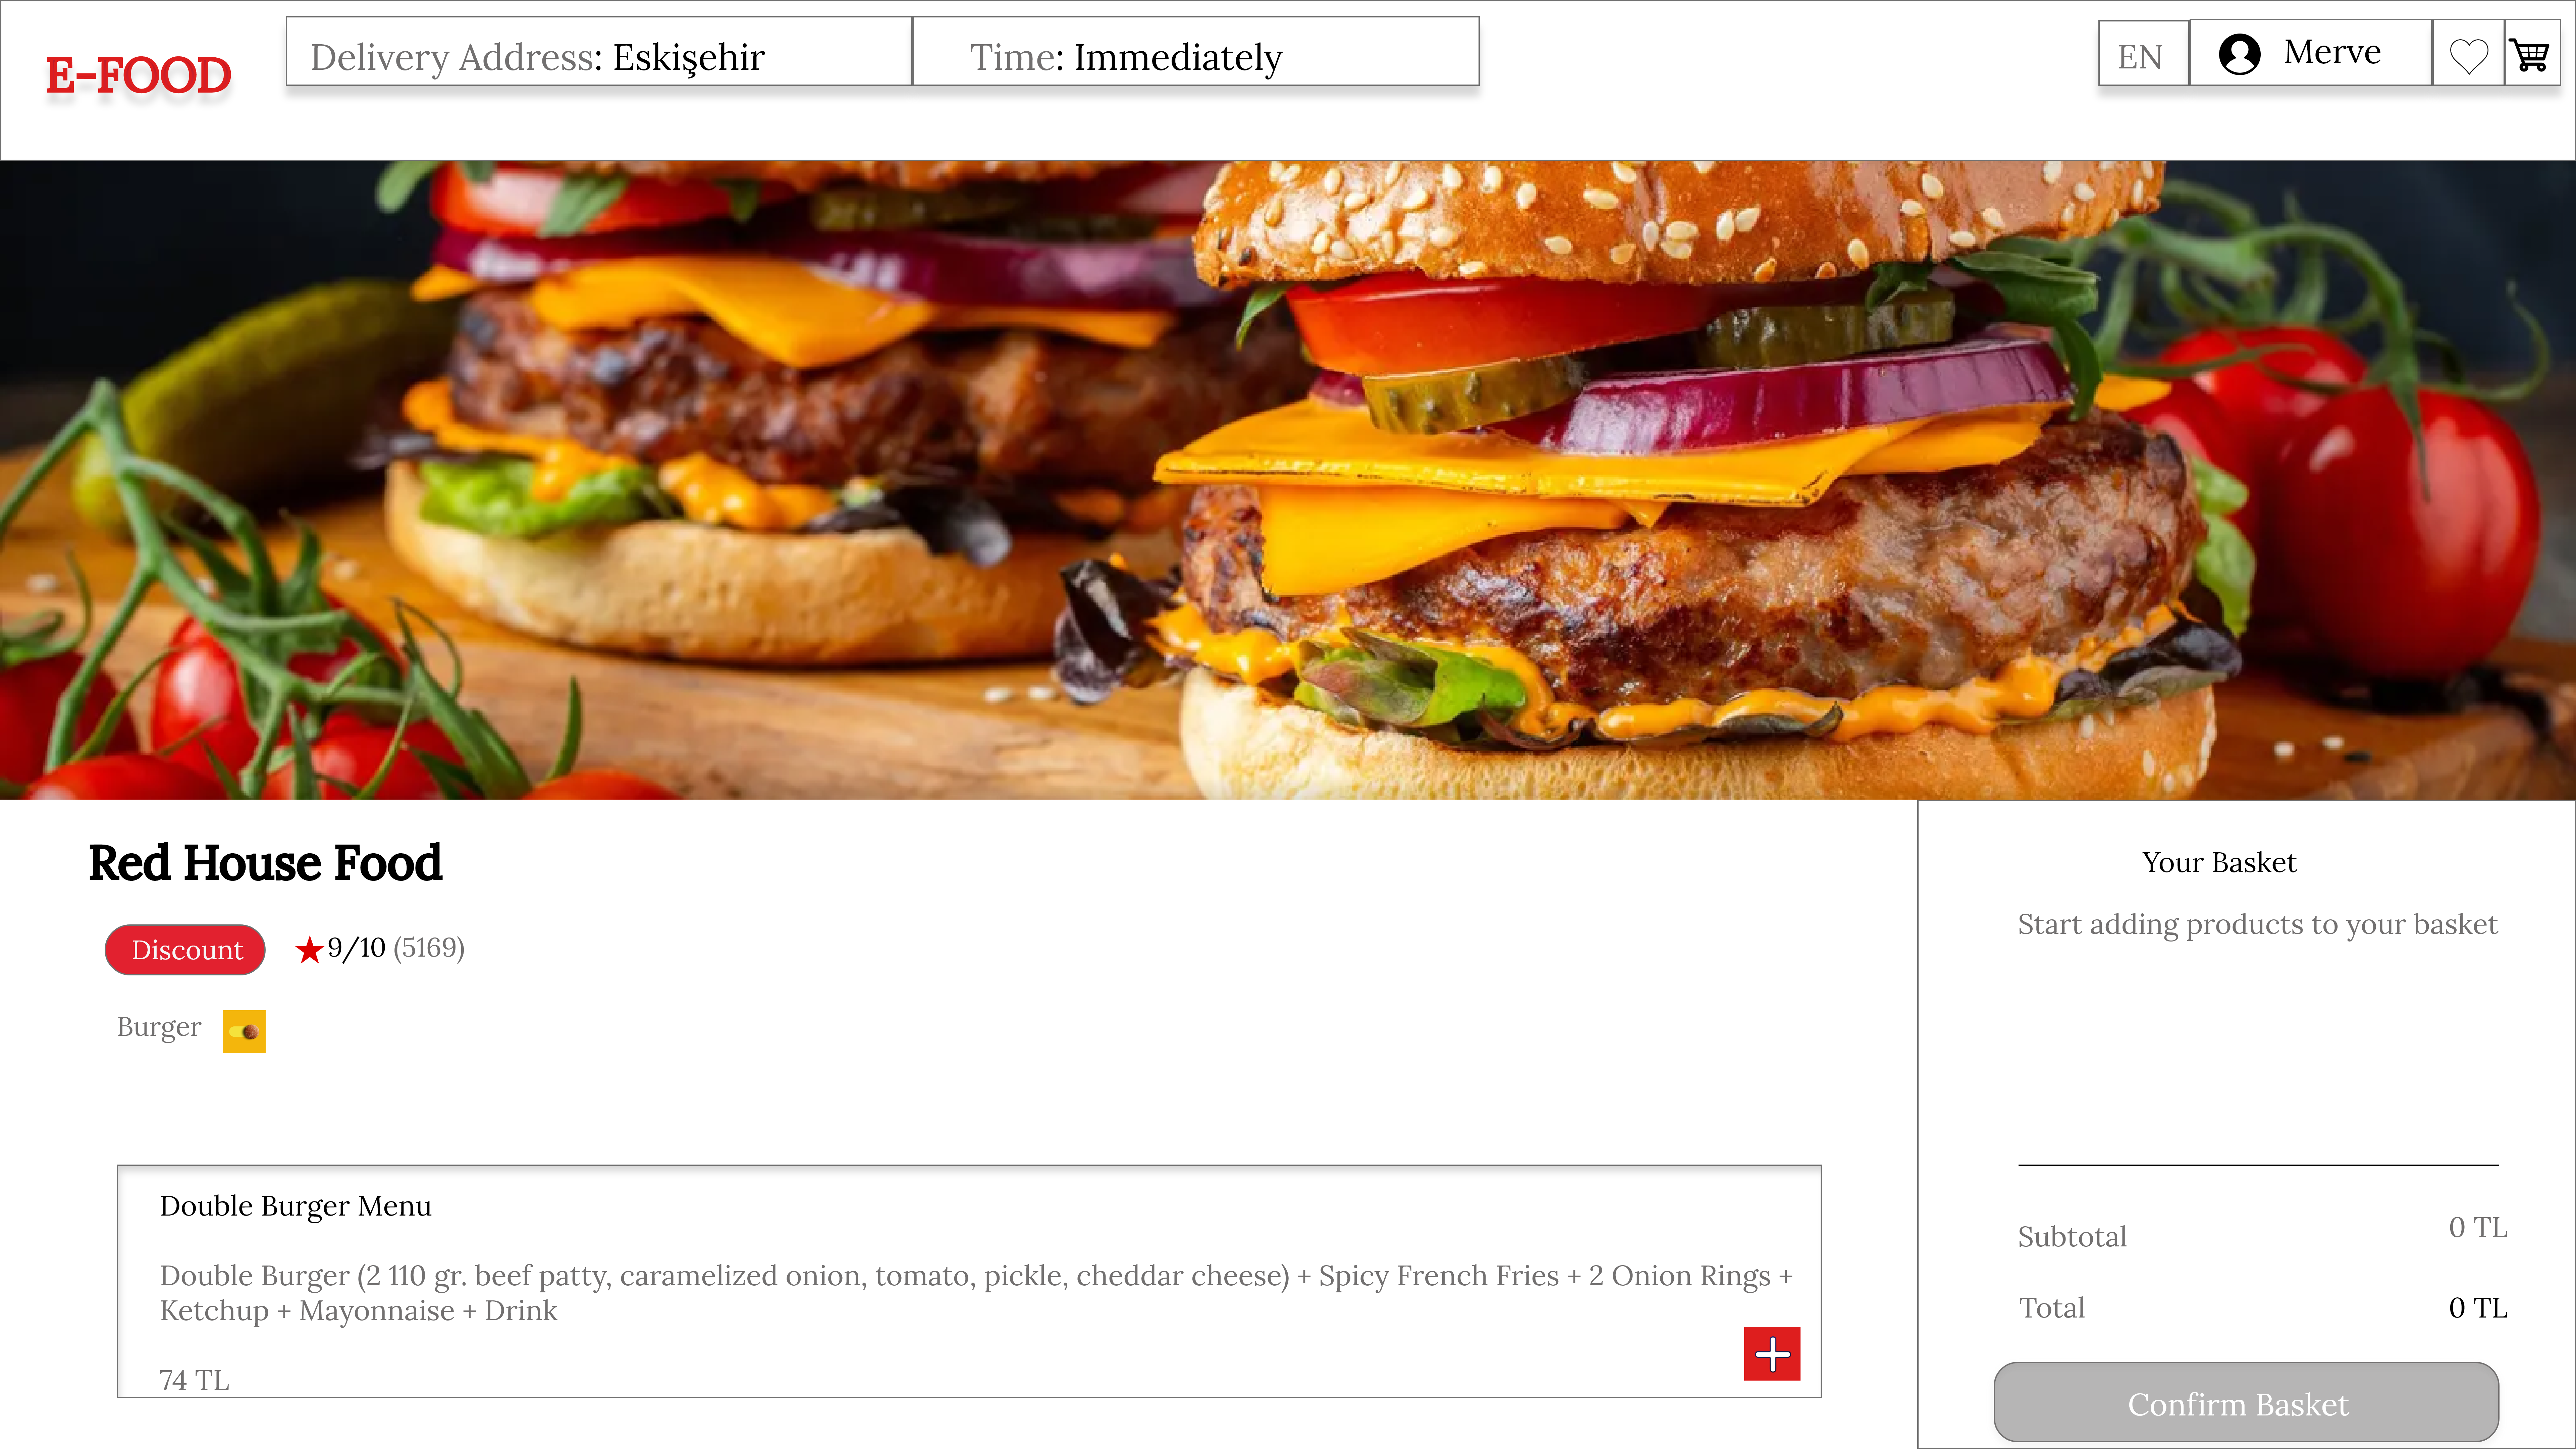 E-FOOD
Delivery Address: Eskişehir
Time: Immediately
EN
Merve
Red House Food
Discount
9/10 (5169)
Burger
Double Burger Menu
Double Burger (2 110 gr. beef patty, caramelized onion, tomato, pickle, cheddar cheese) + Spicy French Fries + 2 Onion Rings +
Ketchup + Mayonnaise + Drink
74 TL
Your Basket
Start adding products to your basket
Subtotal 0 TL
Total 0 TL
Confirm Basket